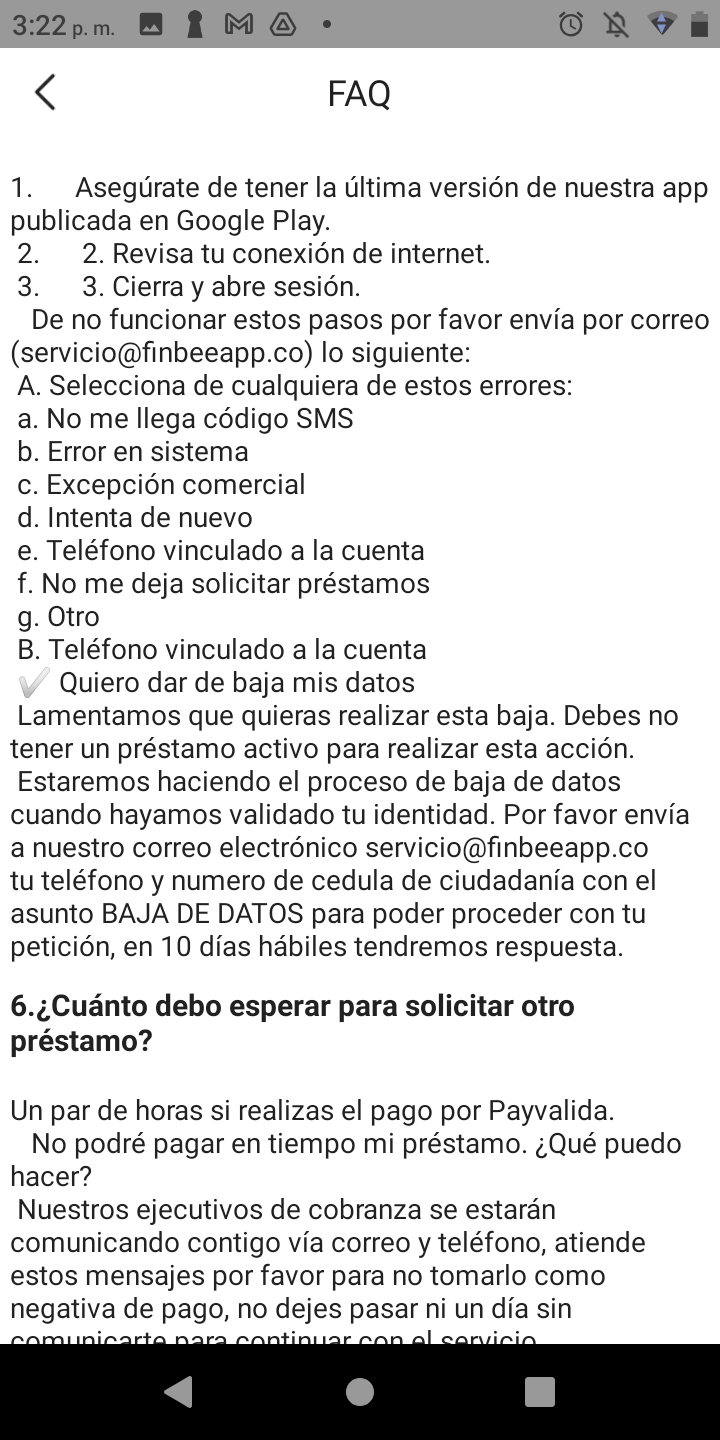 3:22 p. m.
FAQ
1. Asegúrate de tener la última versión de nuestra app
publicada en Google Play.
2. 2. Revisa tu conexión de internet.
3. 3. Cierra y abre sesión.
De no funcionar estos pasos por favor envía por correo
(servicio@finbeeapp.co) lo siguiente:
A. Selecciona de cualquiera de estos errores:
a. No me llega código SMS
b. Error en sistema
c. Excepción comercial
d. Intenta de nuevo
e. Teléfono vinculado a la cuenta
f. No me deja solicitar préstamos
g. Otro
B. Teléfono vinculado a la cuenta
✔ Quiero dar de baja mis datos
Lamentamos que quieras realizar esta baja. Debes no
tener un préstamo activo para realizar esta acción.
Estaremos haciendo el proceso de baja de datos
cuando hayamos validado tu identidad. Por favor envía
a nuestro correo electrónico servicio@finbeeapp.co
tu teléfono y numero de cedula de ciudadanía con el
asunto BAJA DE DATOS para poder proceder con tu
petición, en 10 días hábiles tendremos respuesta.
6.¿Cuánto debo esperar para solicitar otro
préstamo?
Un par de horas si realizas el pago por Payvalida.
No podré pagar en tiempo mi préstamo. ¿Qué puedo
hacer?
Nuestros ejecutivos de cobranza se estarán
comunicando contigo vía correo y teléfono, atiende
estos mensajes por favor para no tomarlo como
negativa de pago, no dejes pasar ni un día sin
comunicarte para continuar con el servicio